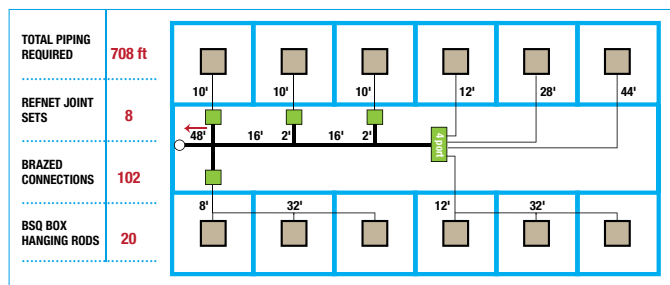 TOTAL PIPING
REQUIRED
708 ft
REFNET JOINT
SETS
8
BRAZED
CONNECTIONS
102
BSQ BOX
HANGING RODS
20
10' 10' 10' 12' 28' 44'
48' 16' 2' 16' 2'
4 port
8' 32' 12' 32'